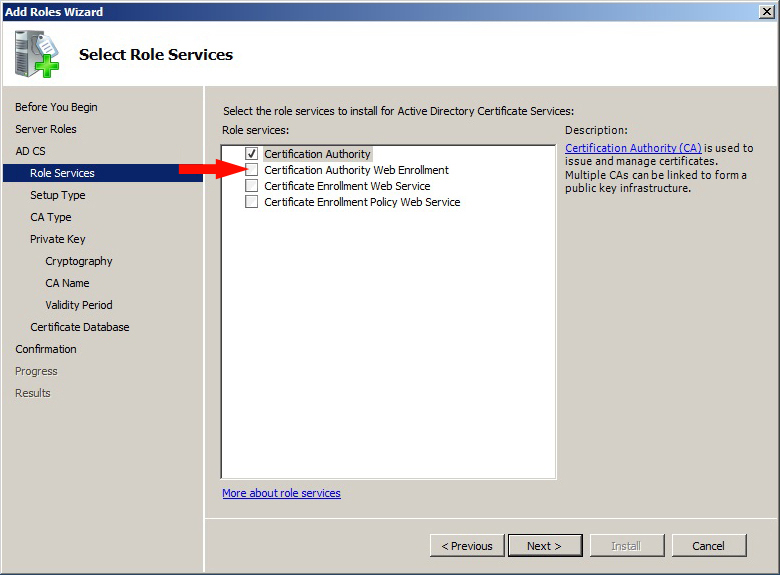 Add Roles Wizard
Select Role Services
Before You Begin
Server Roles
AD CS
Role Services
Setup Type
CA Type
Private Key
Cryptography
CA Name
Validity Period
Certificate Database
Confirmation
Progress
Results
Select the role services to install for Active Directory Certificate Services:
Role services:
Certification Authority
Certification Authority Web Enrollment
Certificate Enrollment Web Service
Certificate Enrollment Policy Web Service
More about role services
Description:
Certification Authority (CA) is used to
issue and manage certificates.
Multiple CAs can be linked to form a
public key infrastructure.
< Previous
Next >
Install
Cancel